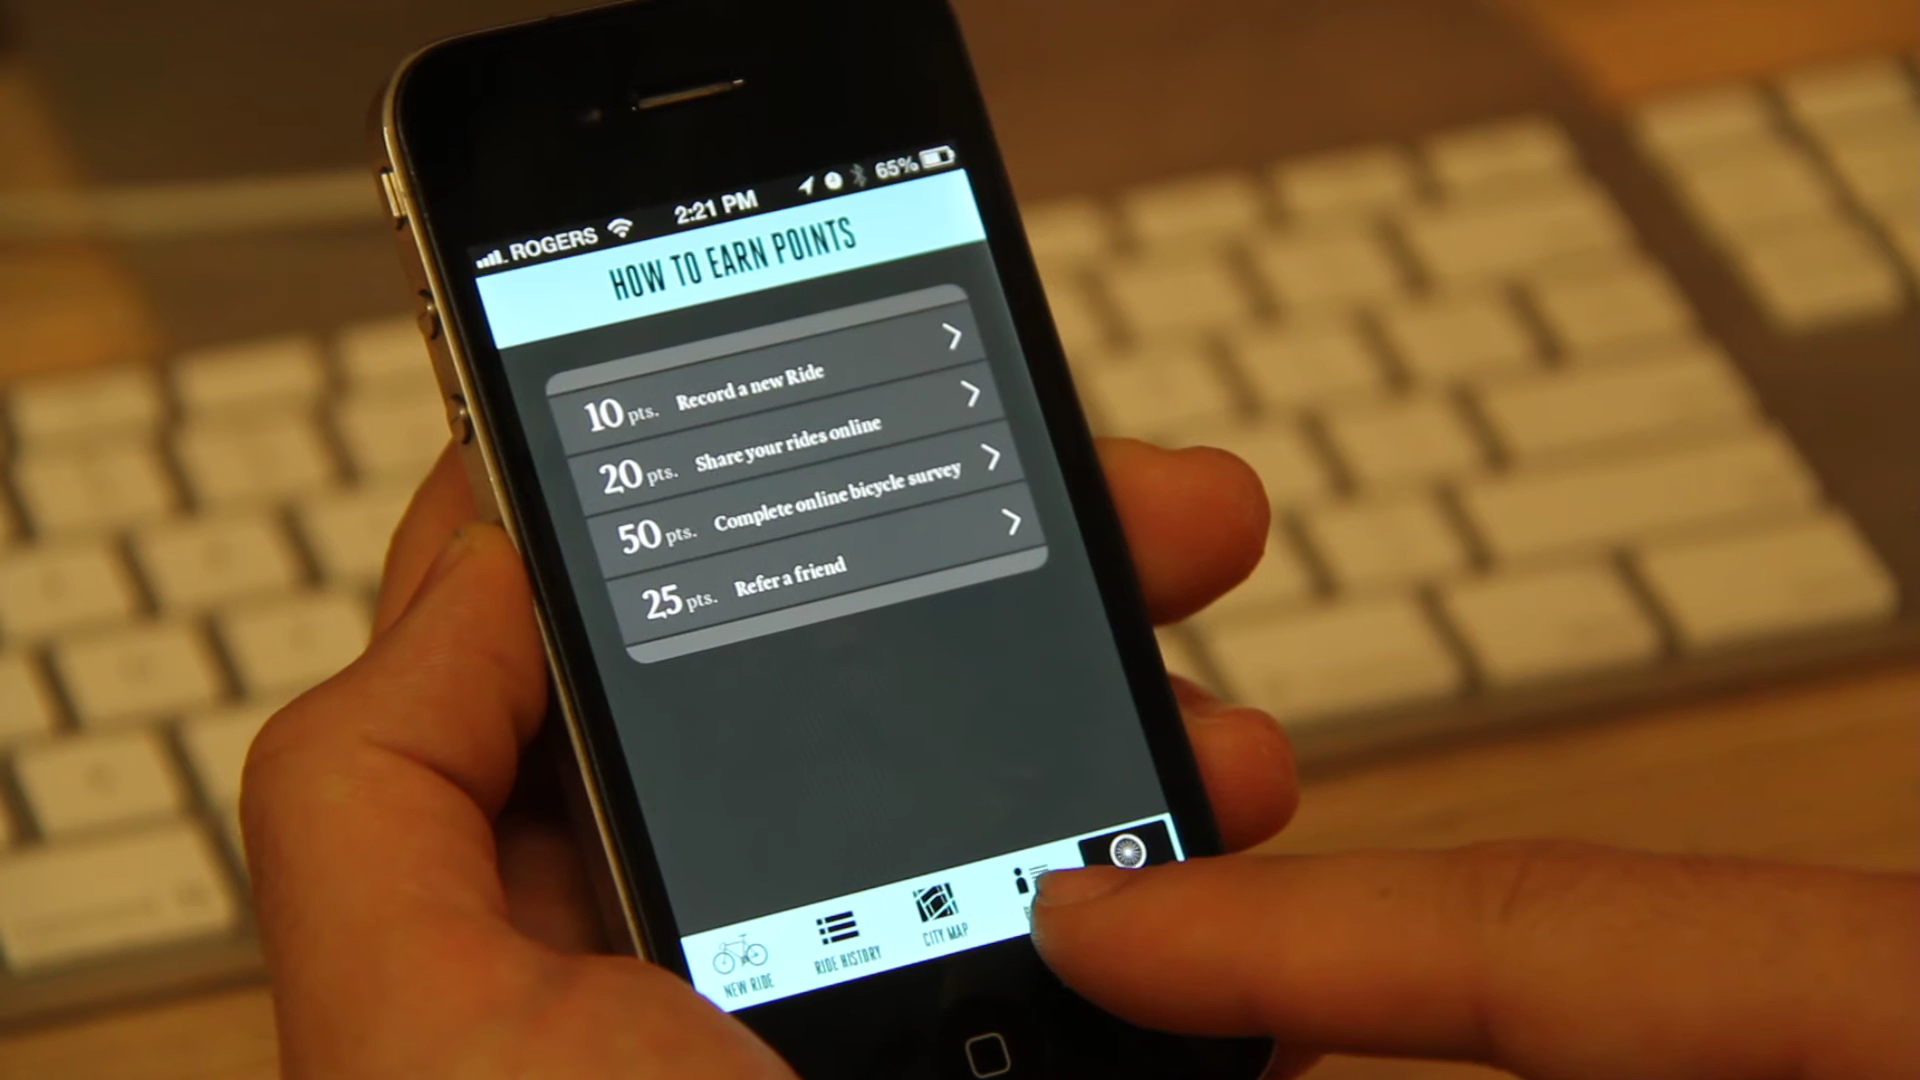 ROGERS 2:21 PM 65%
HOW TO EARN POINTS
10 pts. Record a new Ride
20 pts. Share your rides online
50 pts. Complete online bicycle survey
25 pts. Refer a friend
NEW RIDE
RIDE HISTORY
CITY MAP